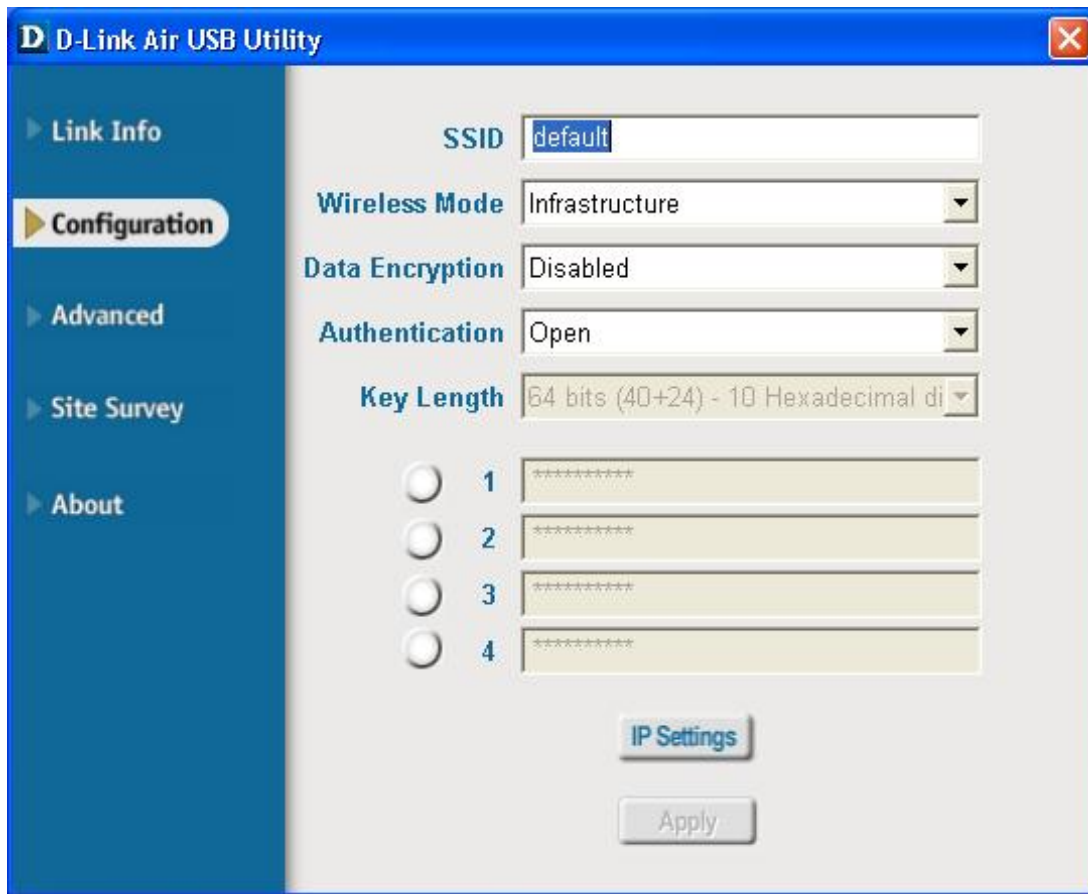 D D-Link Air USB Utility
Link Info
Configuration
Advanced
Site Survey
About
SSID default
Wireless Mode Infrastructure
Data Encryption Disabled
Authentication Open
Key Length 64 bits (40+24) - 10 Hexadecimal di
1 **********
2 **********
3 **********
4 **********
IP Settings
Apply